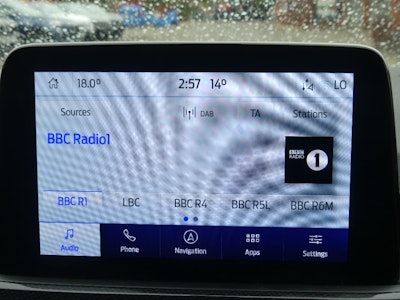 18.0° 2:57 14° LO
Sources DAB TA Stations
BBC Radio1
BBC RADIO 1
BBC R1 LBC BBC R4 BBC R5L BBC R6M
Audio Phone Navigation Apps Settings